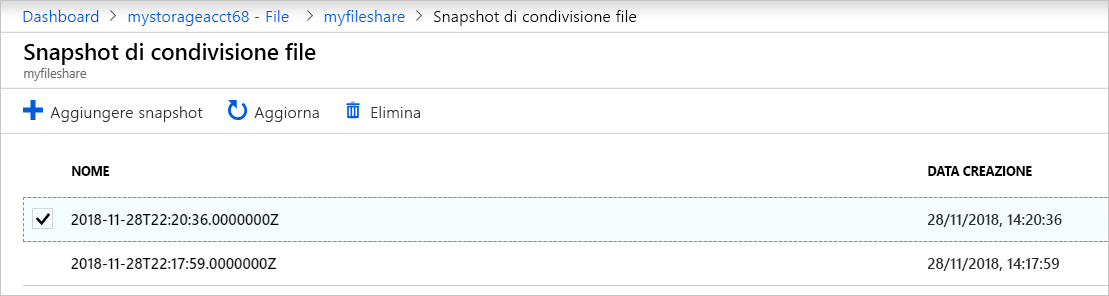 Dashboard > mystorageacct68 - File > myfileshare > Snapshot di condivisione file
Snapshot di condivisione file
myfileshare
Aggiungere snapshot Aggiorna Elimina
NOME DATA CREAZIONE
2018-11-28T22:20:36.0000000Z 28/11/2018, 14:20:36
2018-11-28T22:17:59.0000000Z 28/11/2018, 14:17:59